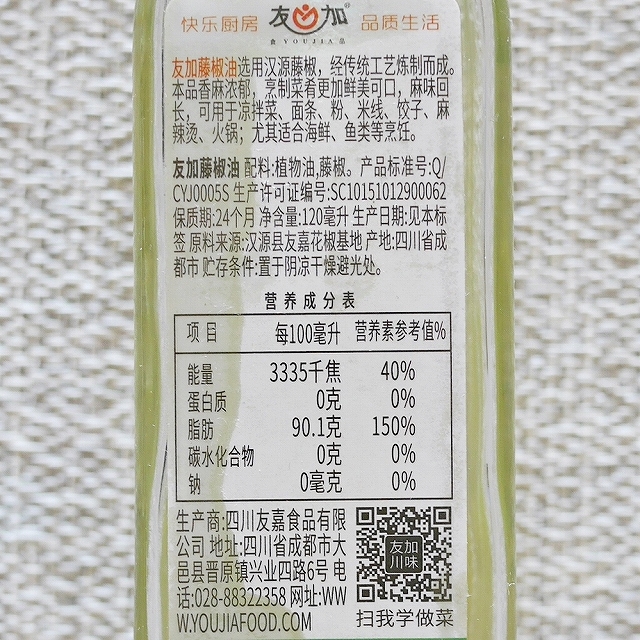 快乐厨房 友加® 品质生活
食 YOUJIA 品
友加藤椒油选用汉源藤椒，经传统工艺炼制而成。
本品香麻浓郁，烹制菜肴更加鲜美可口，麻味回
长，可用于凉拌菜、面条、粉、米线、饺子、麻
辣烫、火锅；尤其适合海鲜、鱼类等烹饪。
友加藤椒油 配料:植物油,藤椒。产品标准号:Q/
CYJ0005S 生产许可证编号:SC10151012900062
保质期:24个月 净含量:120毫升 生产日期:见本标
签 原料来源:汉源县友嘉花椒基地 产地:四川省成
都市 贮存条件:置于阴凉干燥避光处。
营养成分表
项目 每100毫升 营养素参考值%
能量 3335千焦 40%
蛋白质 0克 0%
脂肪 90.1克 150%
碳水化合物 0克 0%
钠 0毫克 0%
生产商:四川友嘉食品有限
公司 地址:四川省成都市大
邑县晋原镇兴业四路6号 电
话:028-88322358 网址:WW
W.YOUJIAFOOD.COM
友加
川味
扫我学做菜